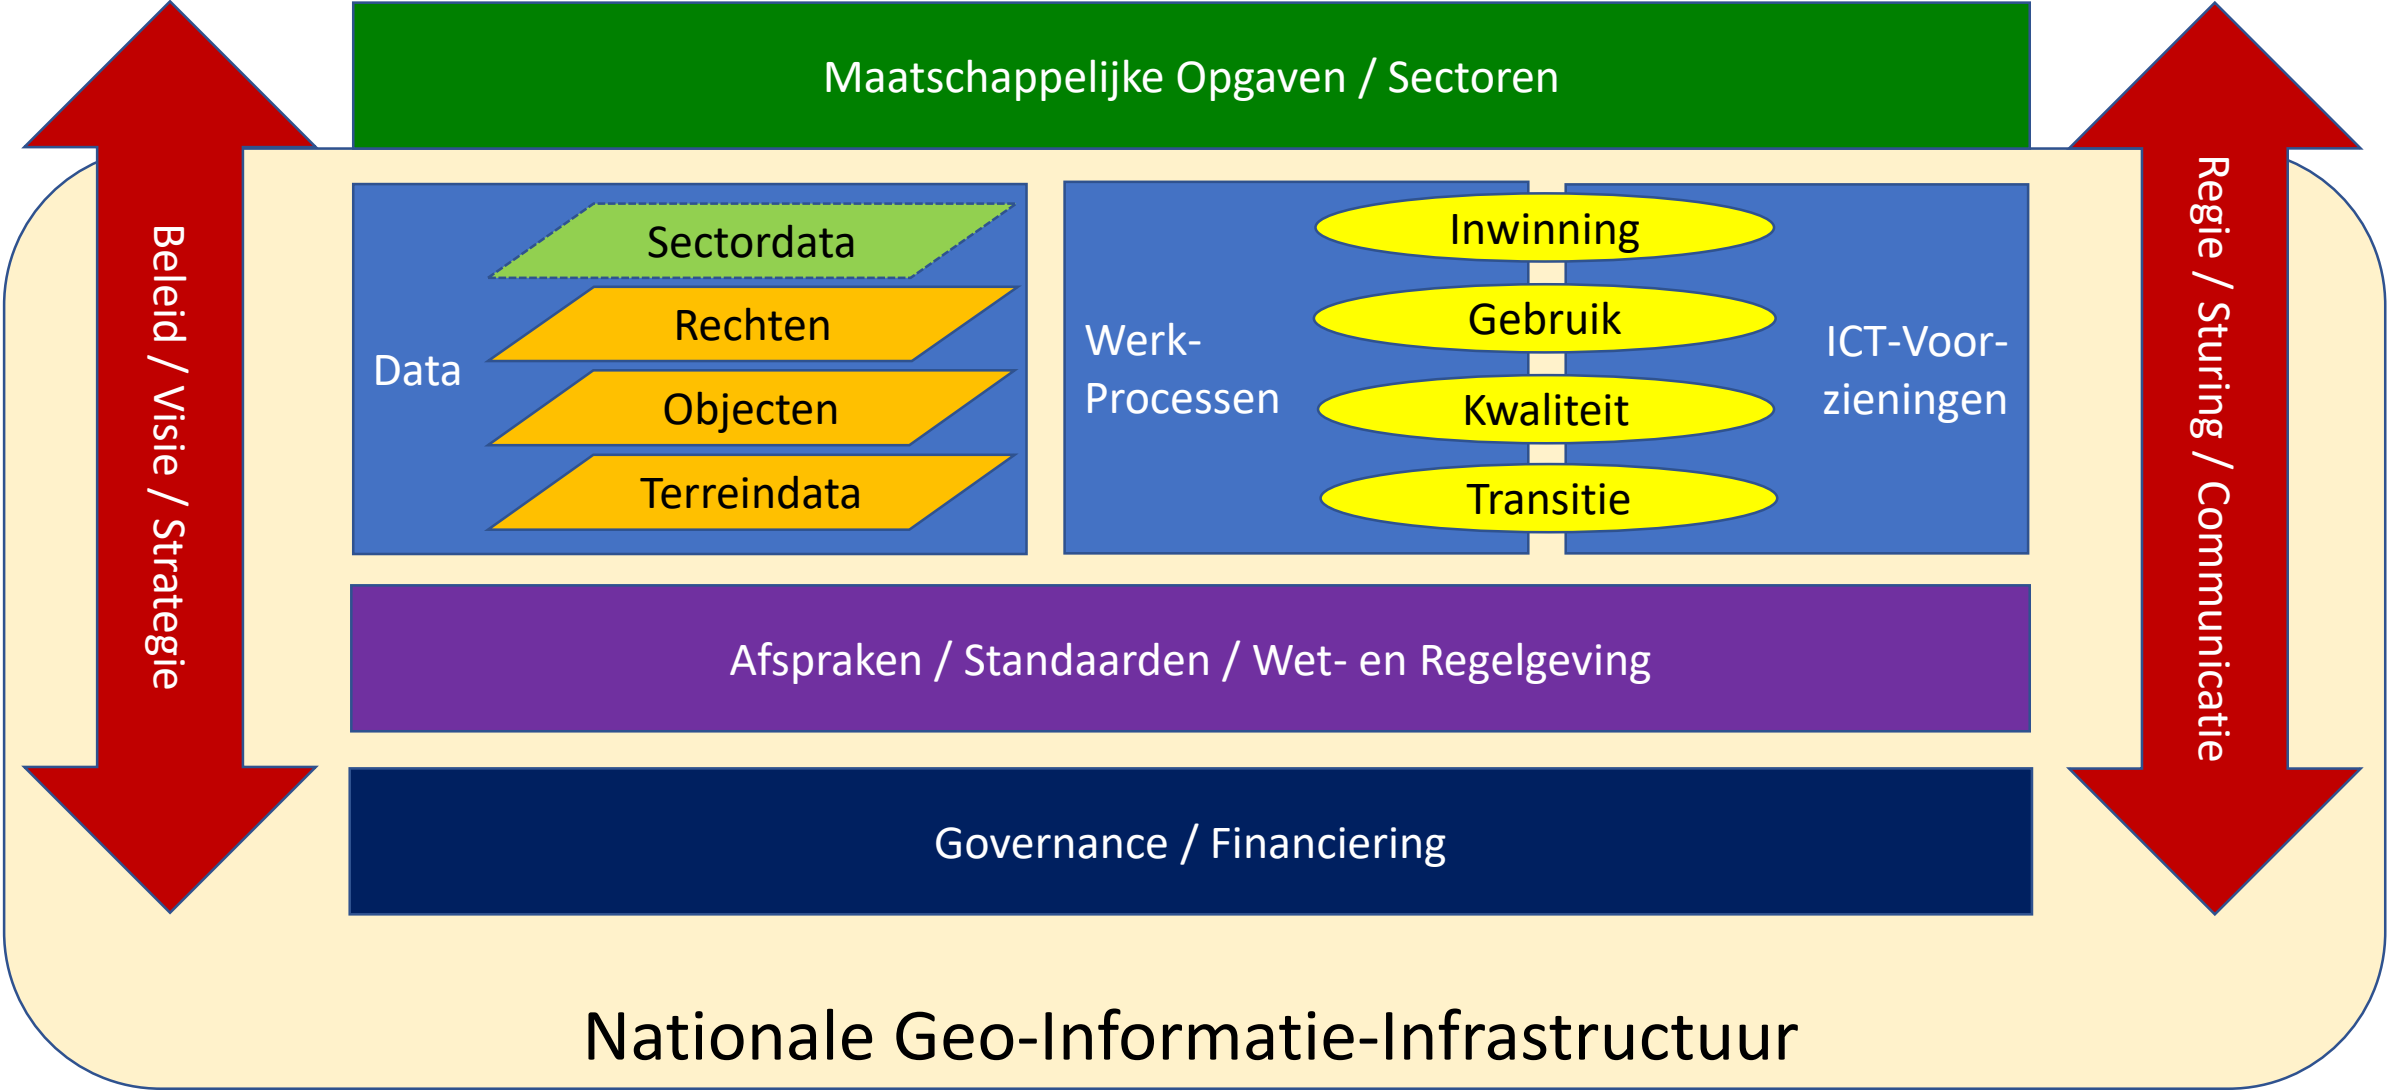 Maatschappelijke Opgaven / Sectoren
Beleid / Visie / Strategie
Data
Sectordata
Rechten
Objecten
Terreindata
Werk-
Processen
Inwinning
Gebruik
Kwaliteit
Transitie
ICT-Voor-
zieningen
Regie / Sturing / Communicatie
Afspraken / Standaarden / Wet- en Regelgeving
Governance / Financiering
Nationale Geo-Informatie-Infrastructuur